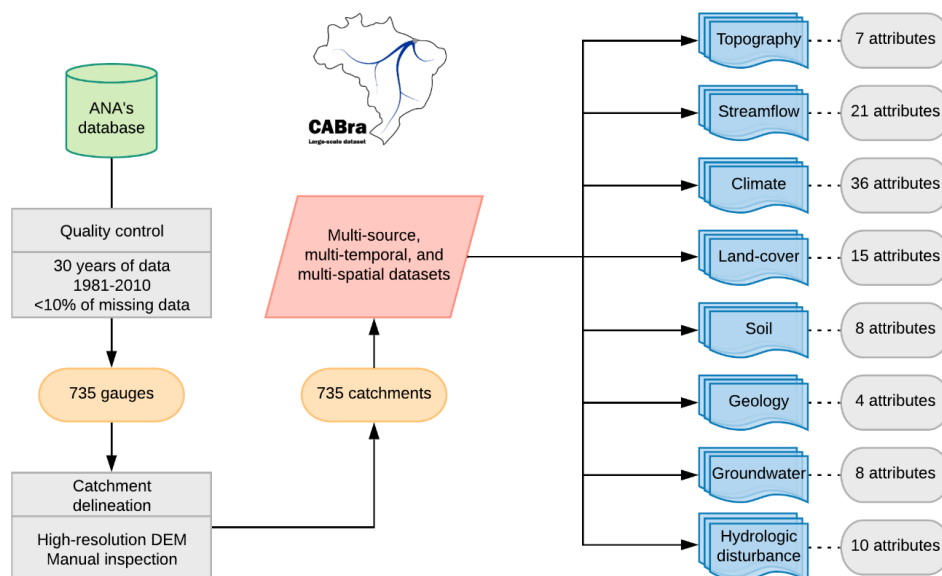 ANA's
database
Quality control
30 years of data
1981-2010
<10% of missing data
735 gauges
Catchment
delineation
High-resolution DEM
Manual inspection
CABra
Large-scale dataset
Multi-source,
multi-temporal, and
multi-spatial datasets
735 catchments
Topography
7 attributes
Streamflow
21 attributes
Climate
36 attributes
Land-cover
15 attributes
Soil
8 attributes
Geology
4 attributes
Groundwater
8 attributes
Hydrologic
disturbance
10 attributes